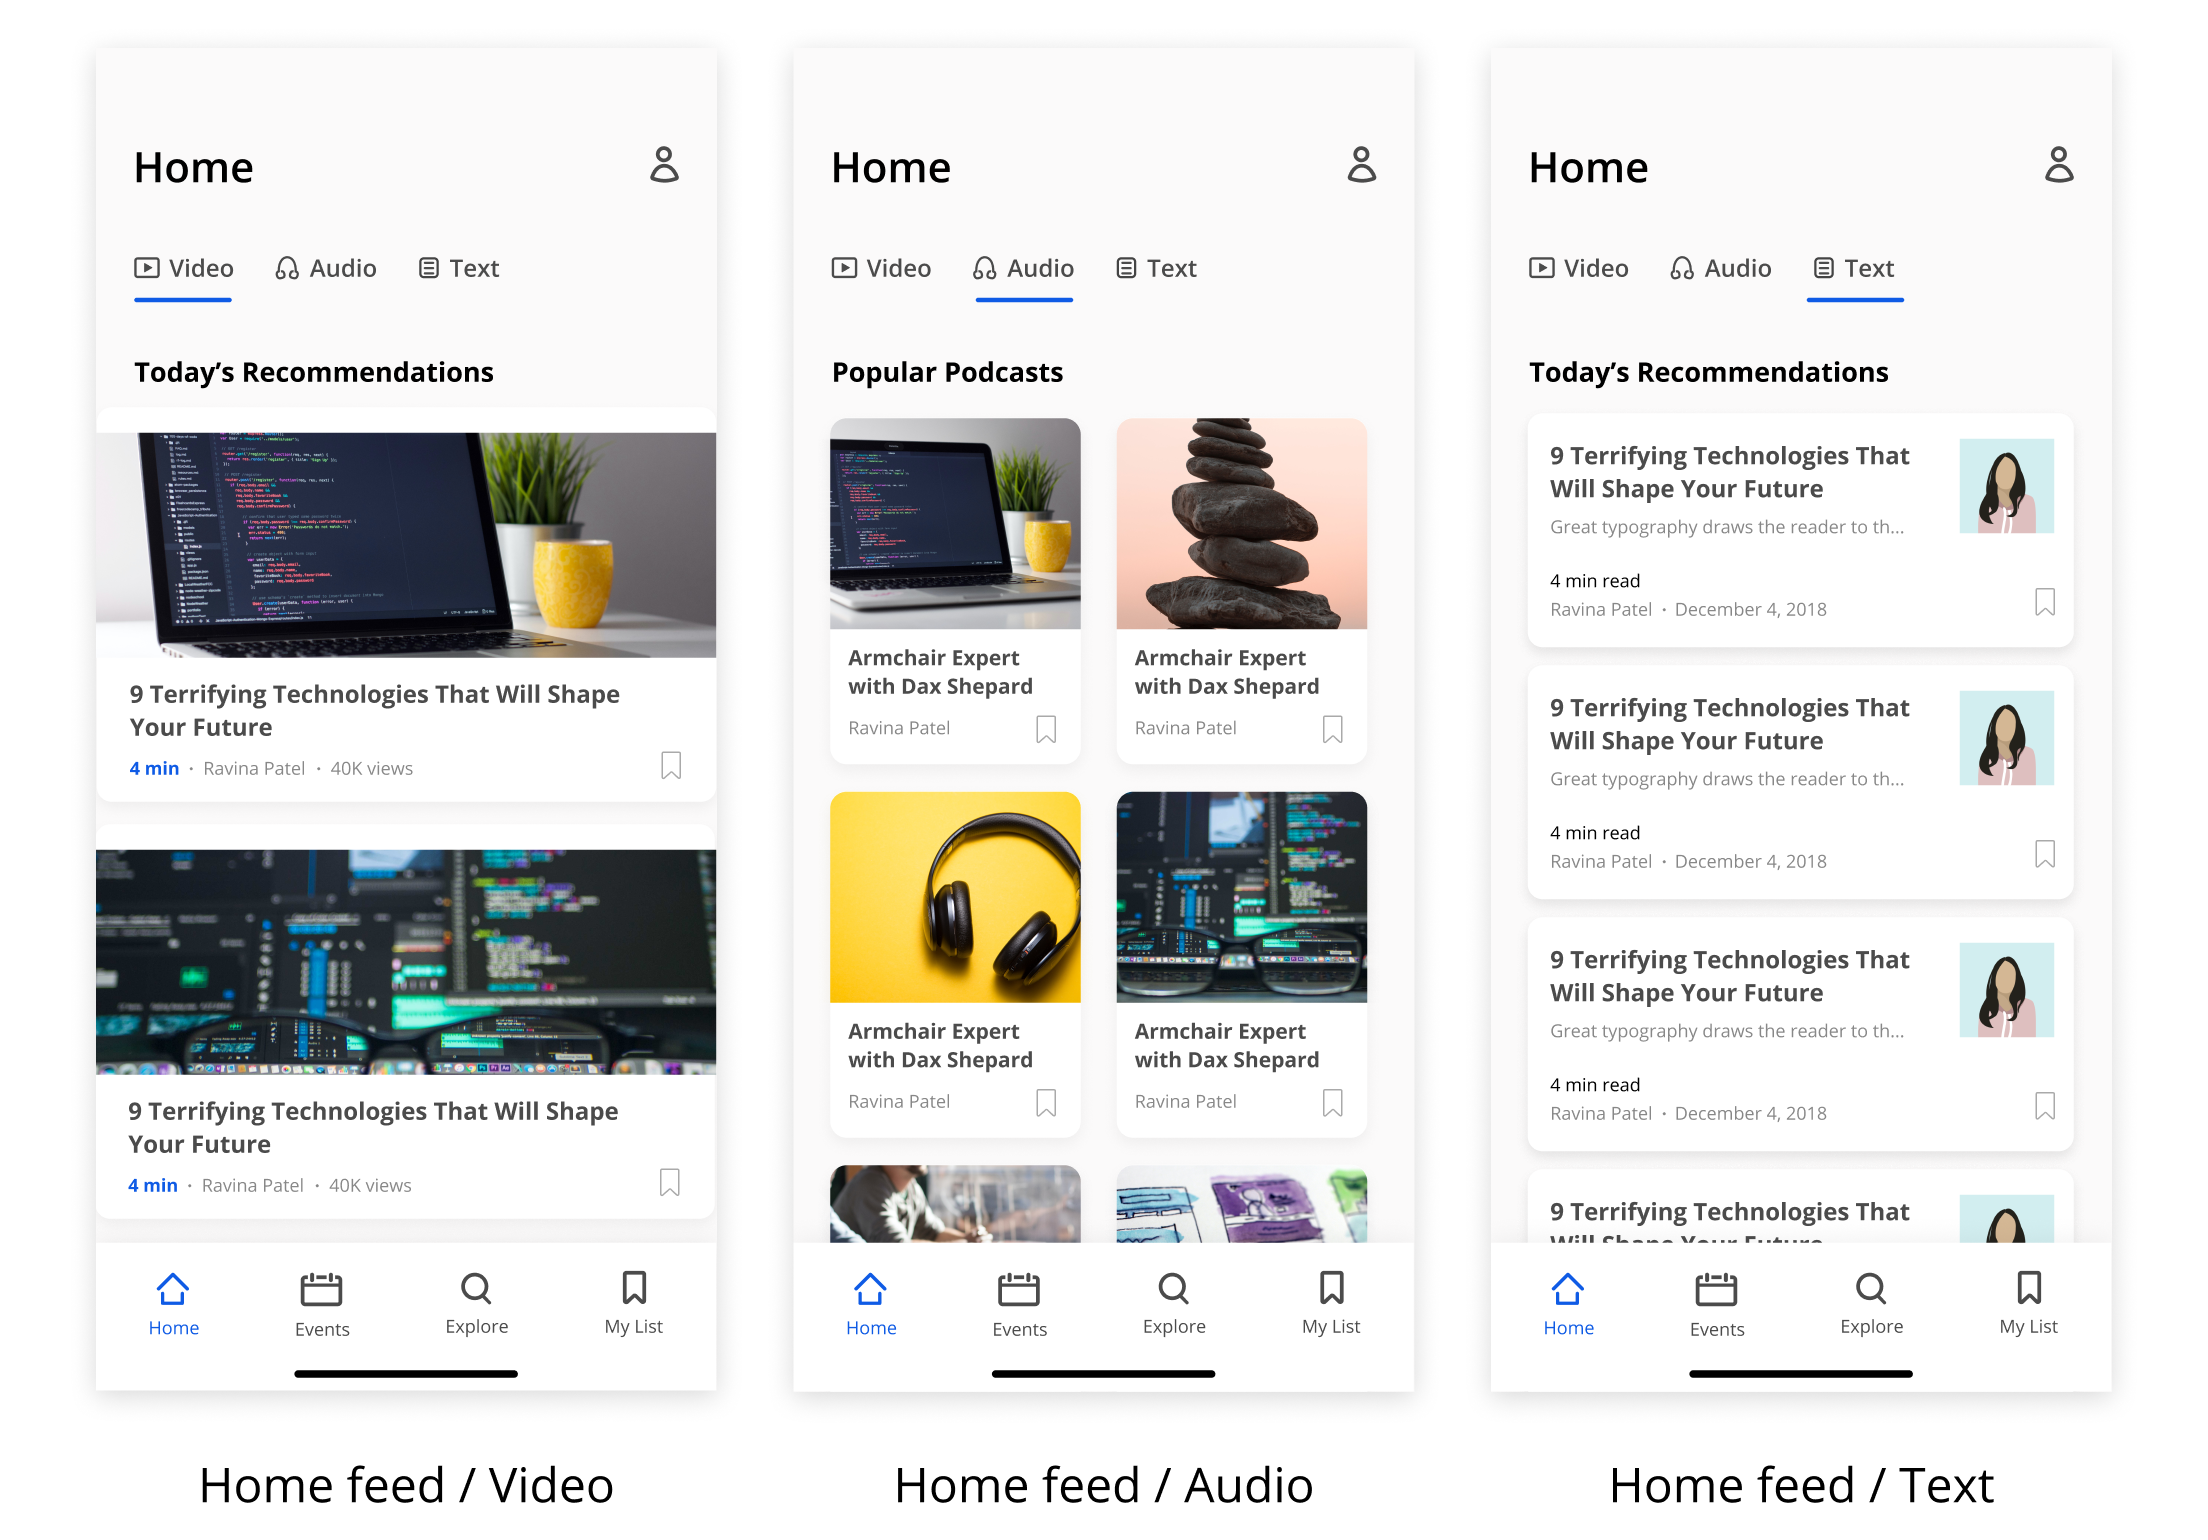 Home
Video Audio Text
Today’s Recommendations
9 Terrifying Technologies That Will Shape
Your Future
4 min · Ravina Patel · 40K views
9 Terrifying Technologies That Will Shape
Your Future
4 min · Ravina Patel · 40K views
Home Events Explore My List
Home feed / Video
Home
Video Audio Text
Popular Podcasts
Armchair Expert
with Dax Shepard
Ravina Patel
Armchair Expert
with Dax Shepard
Ravina Patel
Armchair Expert
with Dax Shepard
Ravina Patel
Armchair Expert
with Dax Shepard
Ravina Patel
Home Events Explore My List
Home feed / Audio
Home
Video Audio Text
Today’s Recommendations
9 Terrifying Technologies That
Will Shape Your Future
Great typography draws the reader to th...
4 min read
Ravina Patel · December 4, 2018
9 Terrifying Technologies That
Will Shape Your Future
Great typography draws the reader to th...
4 min read
Ravina Patel · December 4, 2018
9 Terrifying Technologies That
Will Shape Your Future
Great typography draws the reader to th...
4 min read
Ravina Patel · December 4, 2018
9 Terrifying Technologies That
Will Shape Your Future
Home Events Explore My List
Home feed / Text